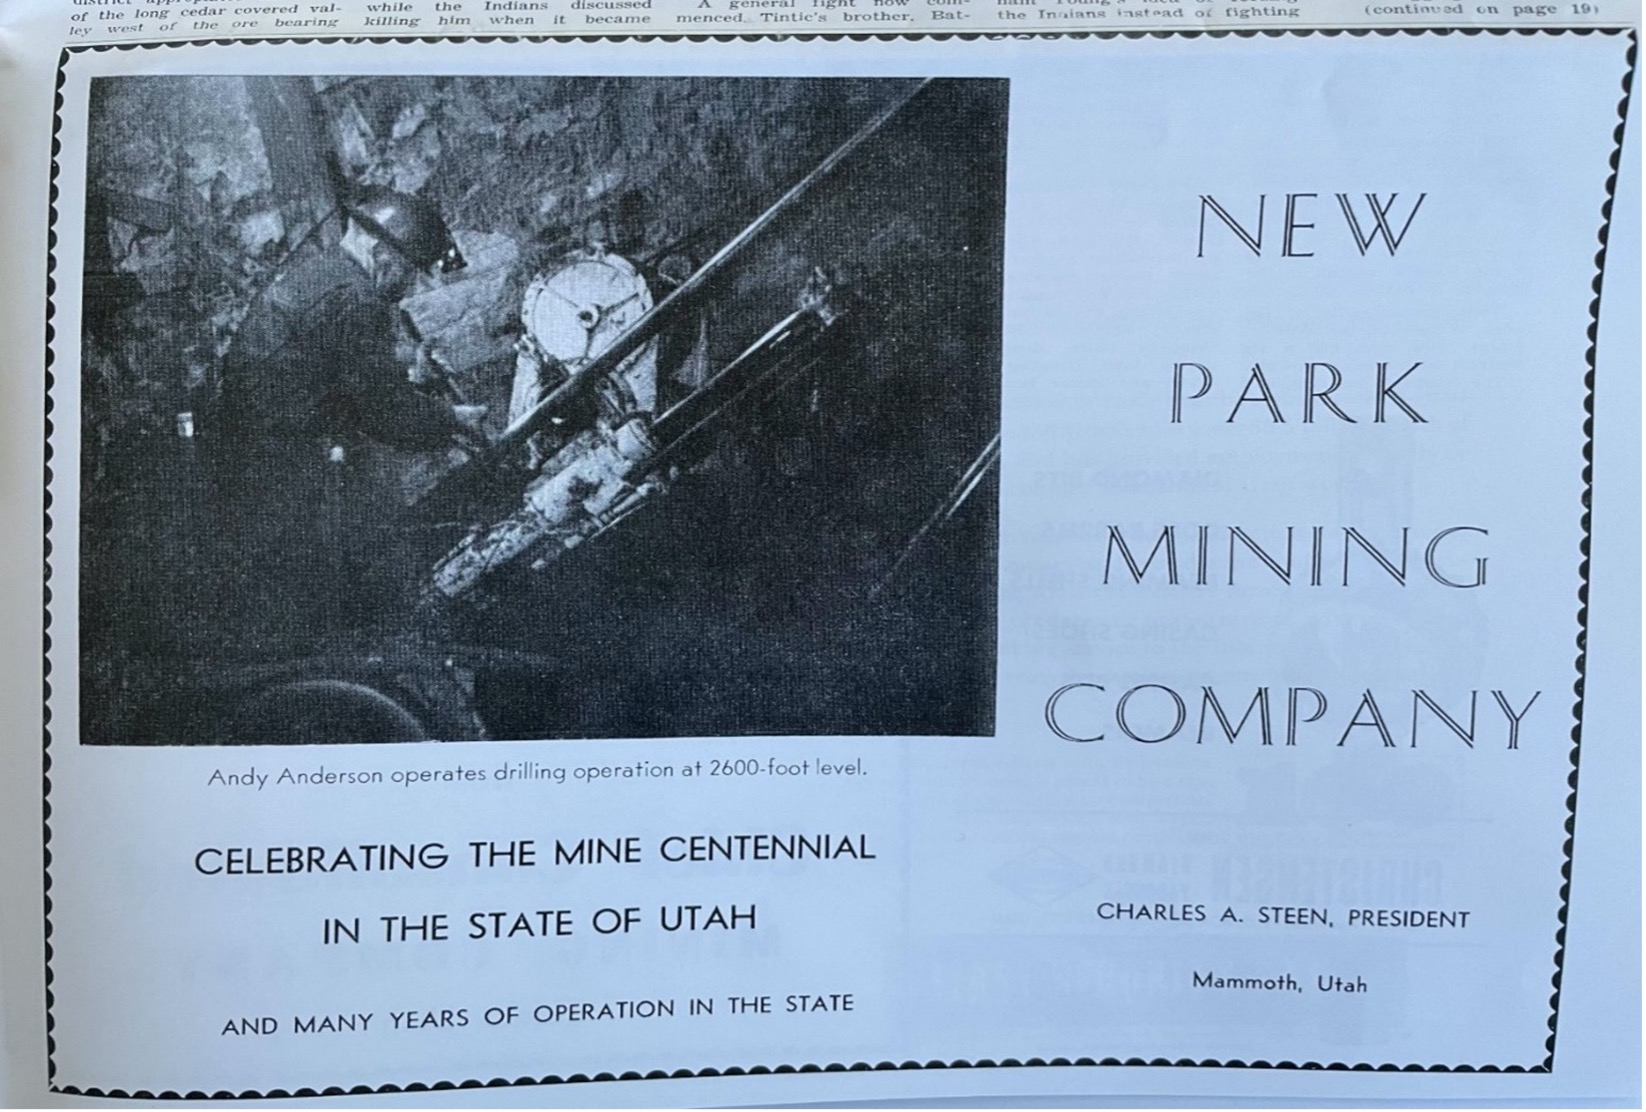 of the long cedar covered val-
ley west of the ore bearing
while the Indians discussed
killing him when it became
A general fight now com-
menced. Tintic's brother, Bat-
the Indians instead of fighting
(continued on page 19)
NEW
PARK
MINING
COMPANY
Andy Anderson operates drilling operation at 2600-foot level.
CELEBRATING THE MINE CENTENNIAL
IN THE STATE OF UTAH
AND MANY YEARS OF OPERATION IN THE STATE
CHARLES A. STEEN, PRESIDENT
Mammoth, Utah